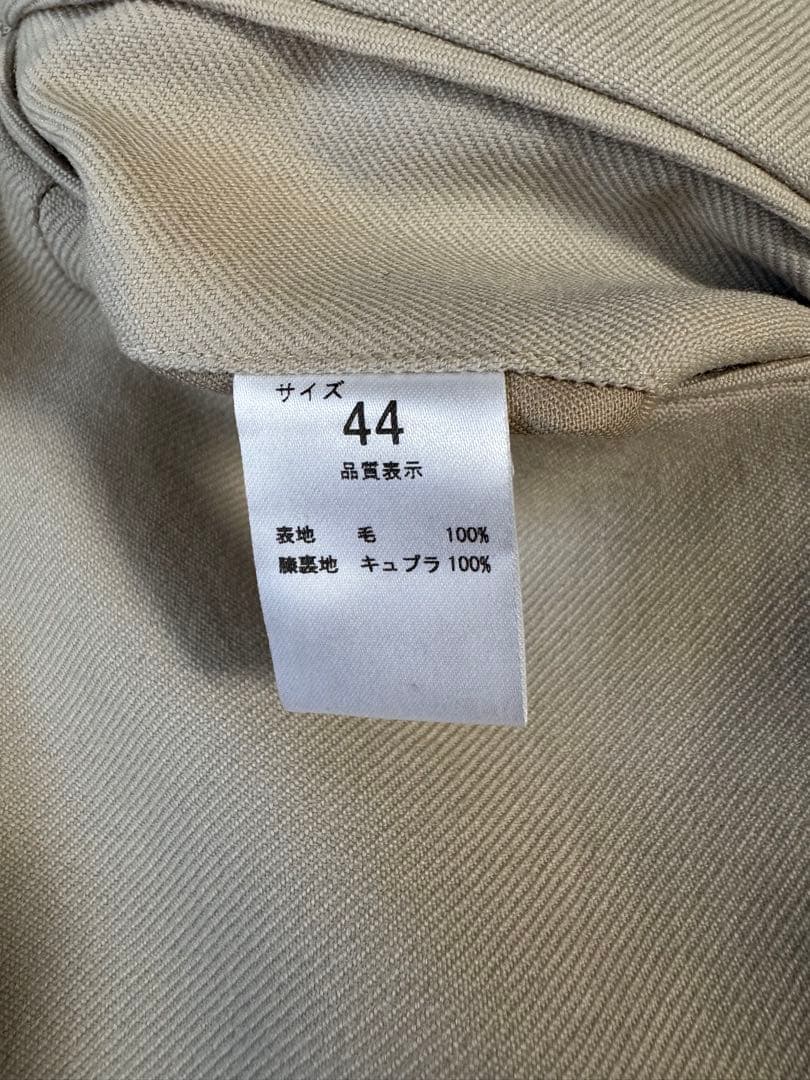 サイズ
44
品質表示
表地 毛 100%
膝裏地 キュプラ 100%